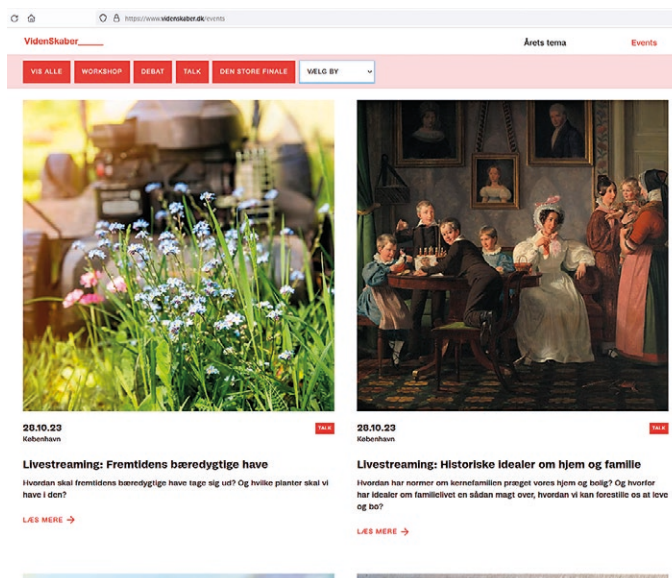 https://www.videnskaber.dk/events
VidenSkaber_____
Årets tema
Events
VIS ALLE
WORKSHOP
DEBAT
TALK
DEN STORE FINALE
VÆLG BY
28.10.23
TALK
København
Livestreaming: Fremtidens bæredygtige have
Hvordan skal fremtidens bæredygtige have tage sig ud? Og hvilke planter skal vi
have i den?
LÆS MERE →
28.10.23
TALK
København
Livestreaming: Historiske idealer om hjem og familie
Hvordan har normer om kernefamilien præget vores hjem og bolig? Og hvorfor
har idealer om familielivet en sådan magt over, hvordan vi kan forestille os at leve
og bo?
LÆS MERE →